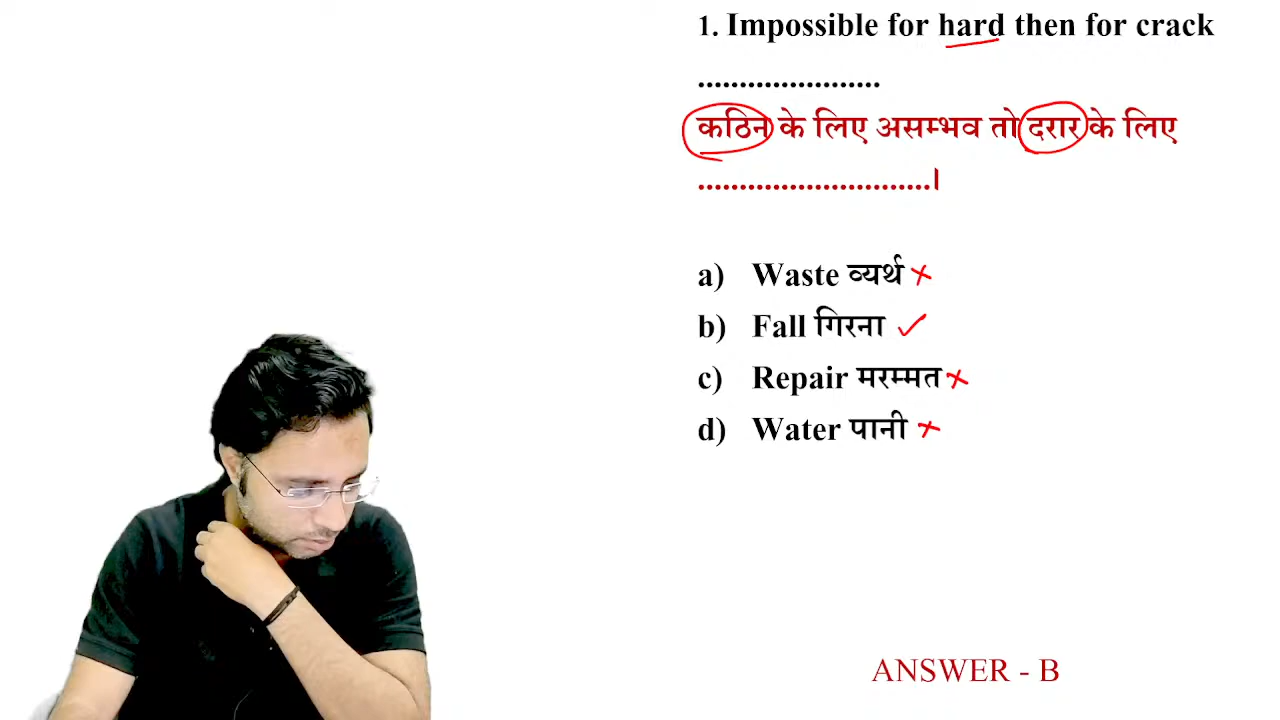 1. Impossible for hard then for crack
......................
कठिन के लिए असम्भव तो दरार के लिए
............................।
a) Waste व्यर्थ
b) Fall गिरना
c) Repair मरम्मत
d) Water पानी
ANSWER - B